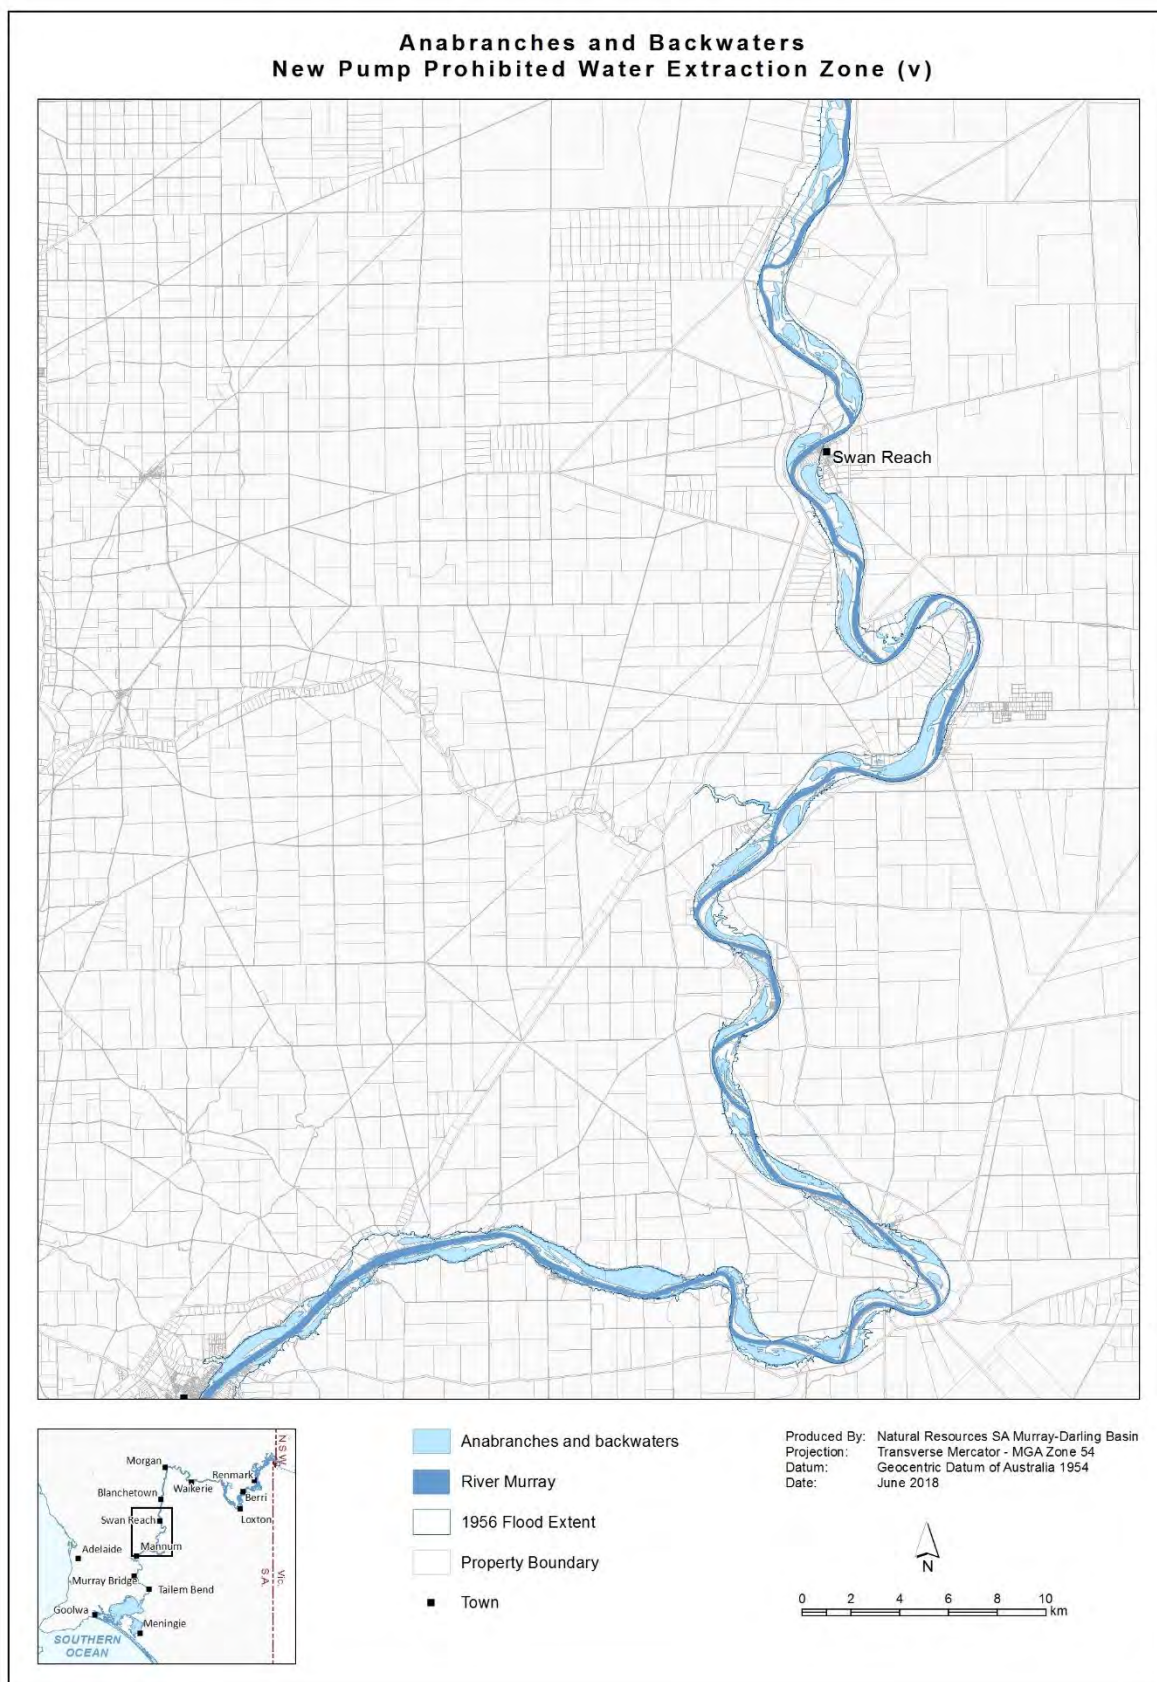 Anabranches and Backwaters
New Pump Prohibited Water Extraction Zone (v)
Swan Reach
Morgan
Renmark
N.S.W.
Waikerie
Berri
Blanchetown
Loxton
Swan Reach
Adelaide
Mannum
Murray Bridge
Tailem Bend
Vic.
S.A.
Goolwa
Meningie
SOUTHERN
OCEAN
Anabranches and backwaters
River Murray
1956 Flood Extent
Property Boundary
Town
Produced By: Natural Resources SA Murray-Darling Basin
Projection: Transverse Mercator - MGA Zone 54
Datum: Geocentric Datum of Australia 1954
Date: June 2018
N
0 2 4 6 8 10
km